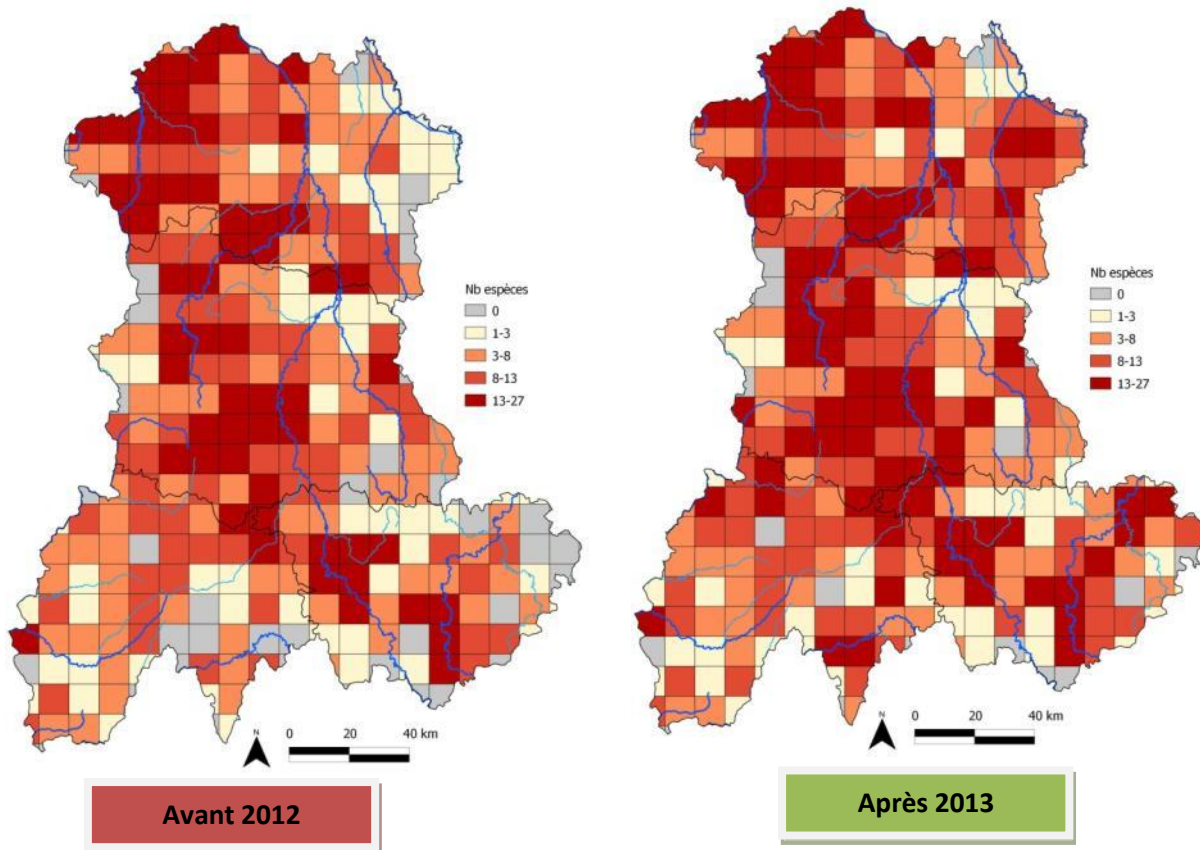 Nb espèces
0
1-3
3-8
8-13
13-27
N
0 20 40 km
Avant 2012
Nb espèces
0
1-3
3-8
8-13
13-27
N
0 20 40 km
Après 2013